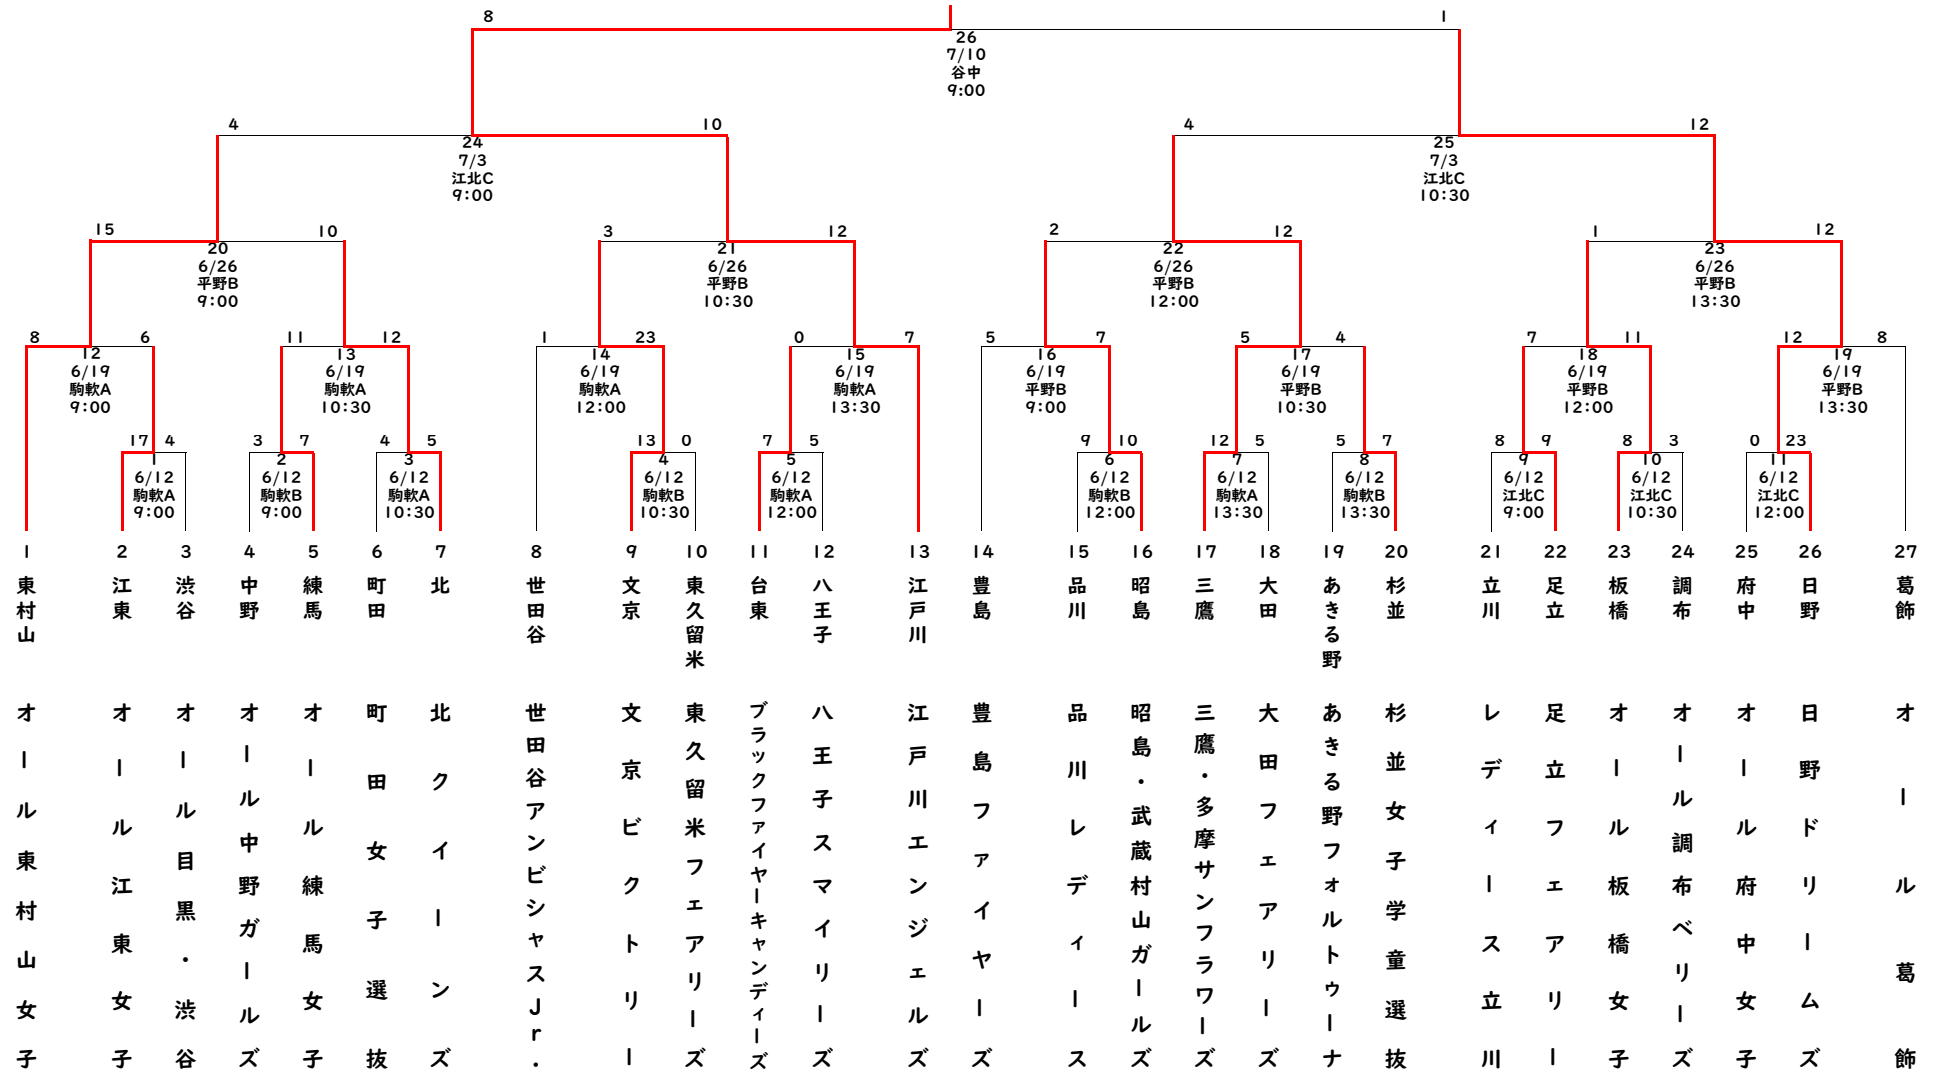 8 1
26
7/10
谷中
9:00
4 10 4 12
24 25
7/3 7/3
江北C 江北C
9:00 10:30
15 10 3 12 2 12 1 12
20 21 22 23
6/26 6/26 6/26 6/26
平野B 平野B 平野B 平野B
9:00 10:30 12:00 13:30
8 6 11 12 1 23 0 7 5 7 5 4 7 11 12 8
12 13 14 15 16 17 18 19
6/19 6/19 6/19 6/19 6/19 6/19 6/19 6/19
駒軟A 駒軟A 駒軟A 駒軟A 平野B 平野B 平野B 平野B
9:00 10:30 12:00 13:30 9:00 10:30 12:00 13:30
17 4 3 7 4 5 13 0 7 5 9 10 12 5 5 7 8 9 8 3 0 23
1 2 3 4 5 6 7 8 9 10 11
6/12 6/12 6/12 6/12 6/12 6/12 6/12 6/12 6/12 6/12 6/12
駒軟A 駒軟B 駒軟A 駒軟B 駒軟A 駒軟B 駒軟A 駒軟B 江北C 江北C 江北C
9:00 9:00 10:30 10:30 12:00 12:00 13:30 13:30 9:00 10:30 12:00
1 2 3 4 5 6 7 8 9 10 11 12 13 14 15 16 17 18 19 20 21 22 23 24 25 26 27
東村山
江東
渋谷
中野
練馬
町田
北
世田谷
文京
東久留米
台東
八王子
江戸川
豊島
品川
昭島
三鷹
大田
あきる野
杉並
立川
足立
板橋
調布
府中
日野
葛飾
オール東村山女子
オール江東女子
オール目黒・渋谷
オール中野ガールズ
オール練馬女子
町田女子選抜
北クイーンズ
世田谷アンビシャスJr.
文京ビクトリー
東久留米フェアリーズ
ブラックファイヤーキャンディーズ
八王子スマイリーズ
江戸川エンジェルズ
豊島ファイヤーズ
品川レディース
昭島・武蔵村山ガールズ
三鷹・多摩サンフラワーズ
大田フェアリーズ
あきる野フォルトゥーナ
杉並女子学童選抜
レディース立川
足立フェアリー
オール板橋女子
オール調布ベリーズ
オール府中女子
日野ドリームズ
オール葛飾